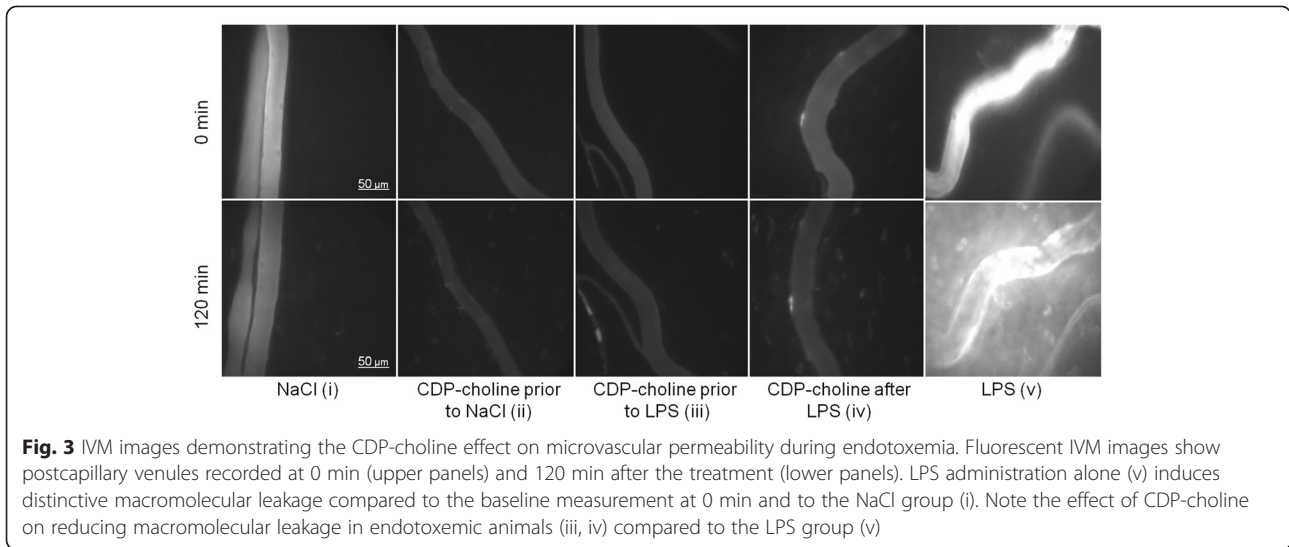 0 min
50 µm
120 min
50 µm
NaCl (i)
CDP-choline prior
to NaCl (ii)
CDP-choline prior
to LPS (iii)
CDP-choline after
LPS (iv)
LPS (v)
Fig. 3 IVM images demonstrating the CDP-choline effect on microvascular permeability during endotoxemia. Fluorescent IVM images show
postcapillary venules recorded at 0 min (upper panels) and 120 min after the treatment (lower panels). LPS administration alone (v) induces
distinctive macromolecular leakage compared to the baseline measurement at 0 min and to the NaCl group (i). Note the effect of CDP-choline
on reducing macromolecular leakage in endotoxemic animals (iii, iv) compared to the LPS group (v)